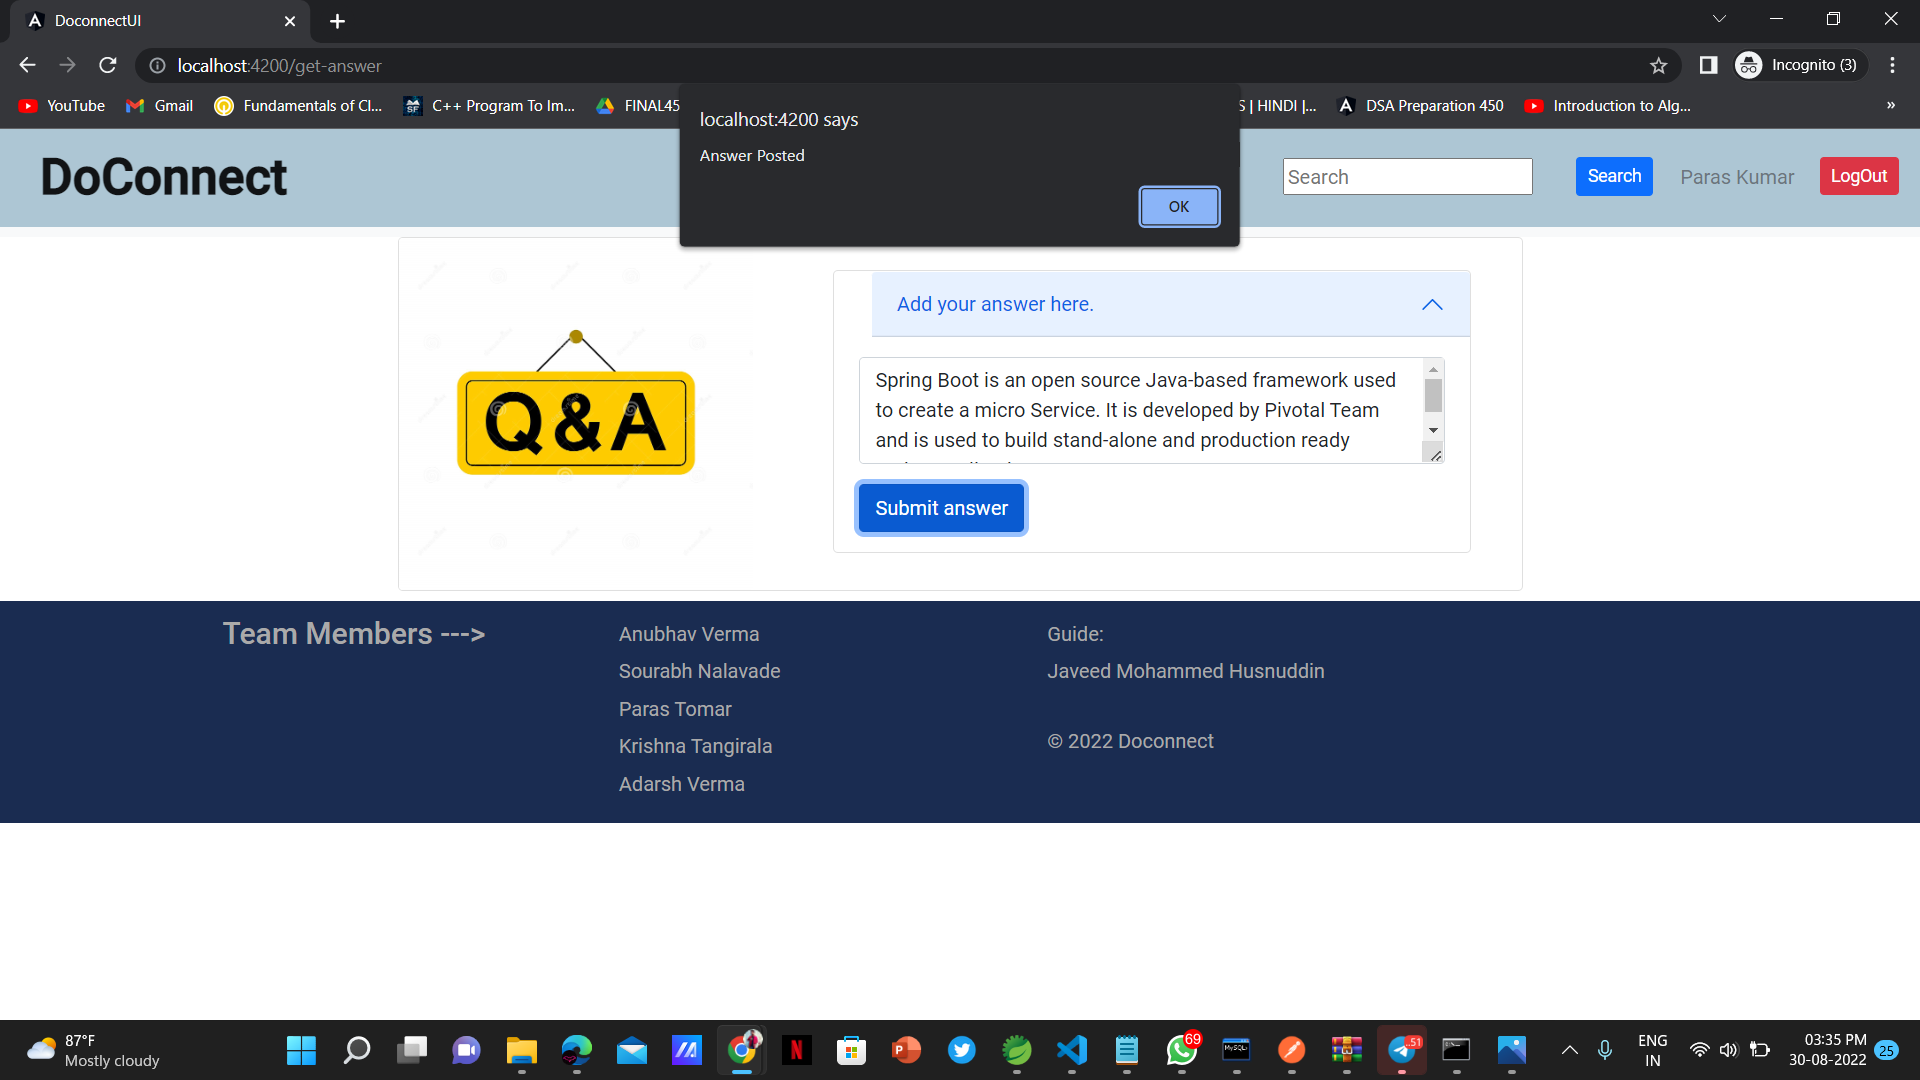 DoconnectUI
localhost:4200/get-answer
Incognito (3)
YouTube
Gmail
Fundamentals of Cl...
C++ Program To Im...
FINAL45
S | HINDI |...
DSA Preparation 450
Introduction to Alg...
»
localhost:4200 says
Answer Posted
OK
DoConnect
Search
Search
Paras Kumar
LogOut
Q&A
Add your answer here.
Spring Boot is an open source Java-based framework used
to create a micro Service. It is developed by Pivotal Team
and is used to build stand-alone and production ready
Submit answer
Team Members --->
Anubhav Verma
Sourabh Nalavade
Paras Tomar
Krishna Tangirala
Adarsh Verma
Guide:
Javeed Mohammed Husnuddin
© 2022 Doconnect
87°F
Mostly cloudy
69
51
ENG
IN
03:35 PM
30-08-2022
25